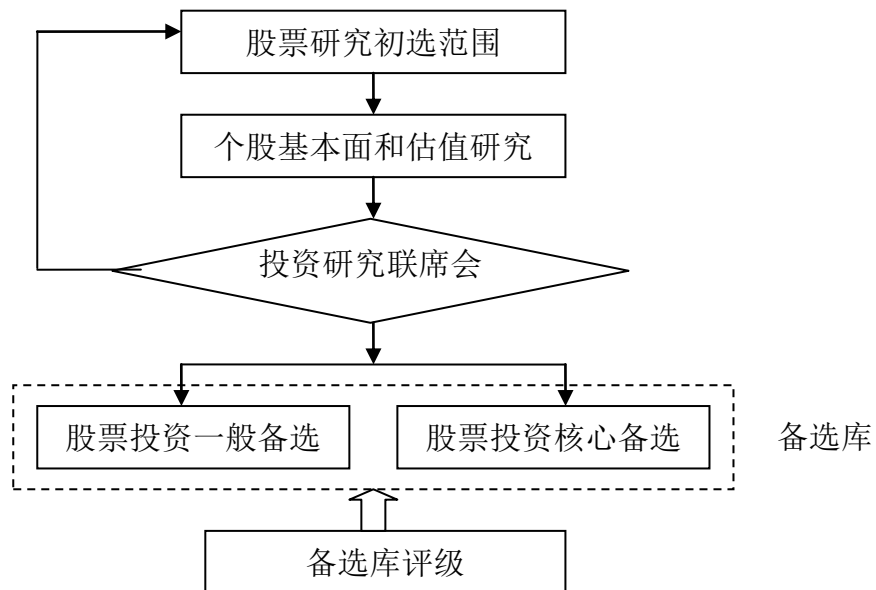 股票研究初选范围
个股基本面和估值研究
投资研究联席会
股票投资一般备选
股票投资核心备选
备选库
备选库评级